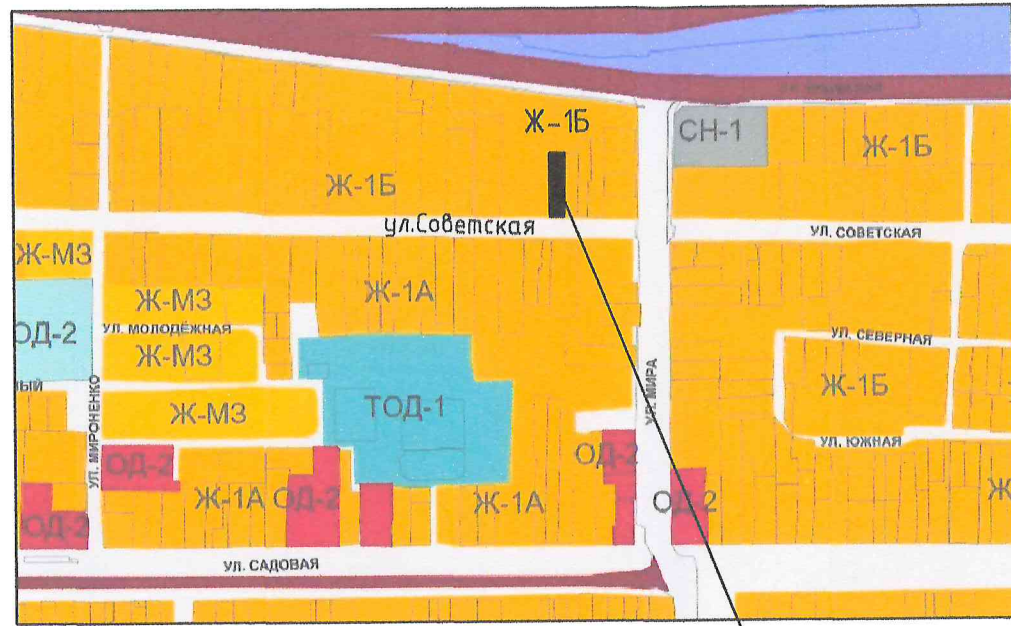 Ж-1Б
СН-1
Ж-1Б
Ж-1Б
ул.Советская
УЛ. СОВЕТСКАЯ
Ж-МЗ
Ж-1А
Ж-МЗ
УЛ. МОЛОДЁЖНАЯ
ОД-2
Ж-МЗ
УЛ. СЕВЕРНАЯ
НЫЙ
Ж-1Б
УЛ. МИРА
ТОД-1
Ж-МЗ
УЛ. МИРОНЕНКО
УЛ. ЮЖНАЯ
ОД-2
ОД-2
Ж-1А
ОД-2
Ж-1А
ОД-2
Ж
ОД-2
УЛ. САДОВАЯ